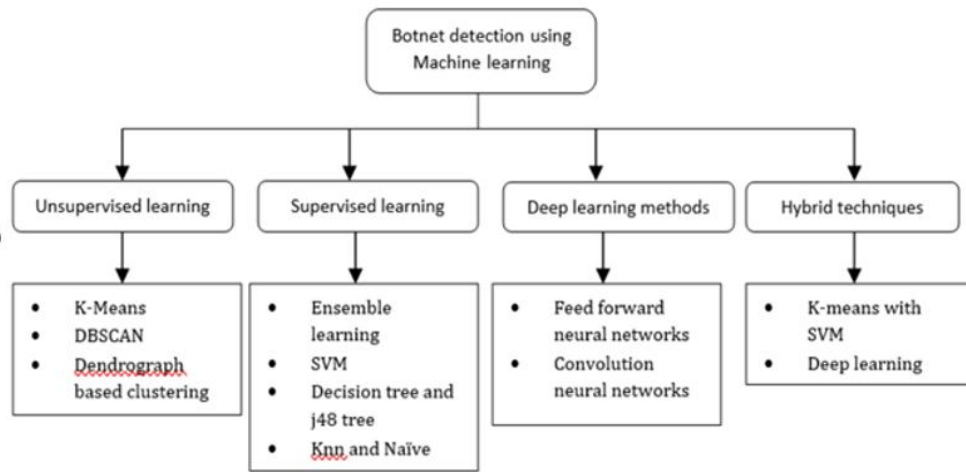 Botnet detection using
Machine learning
Unsupervised learning
Supervised learning
Deep learning methods
Hybrid techniques
• K-Means
• DBSCAN
• Dendrograph
based clustering
• Ensemble
learning
• SVM
• Decision tree and
j48 tree
• Knn and Naïve
• Feed forward
neural networks
• Convolution
neural networks
• K-means with
SVM
• Deep learning